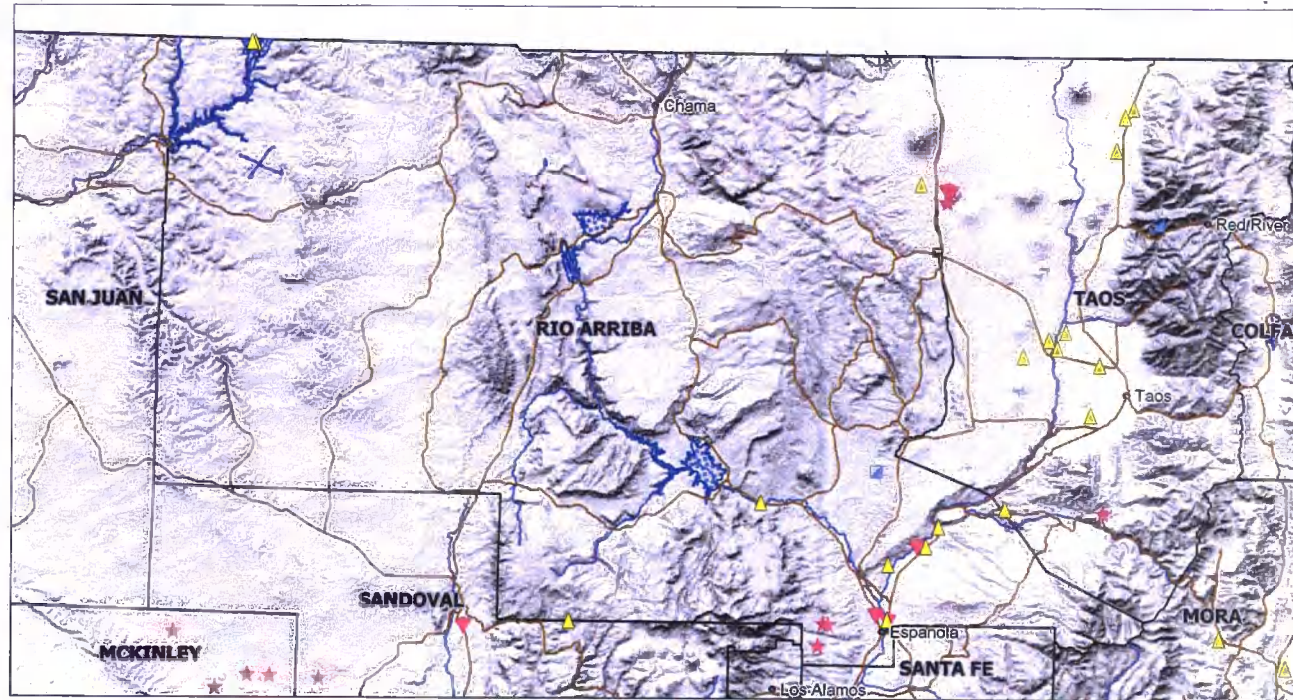 Chama
Red River
SAN JUAN
TAOS
RIO ARRIBA
COLFA
Taos
SANDOVAL
MORA
MCKINLEY
Espanola
SANTA FE
Los Alamos